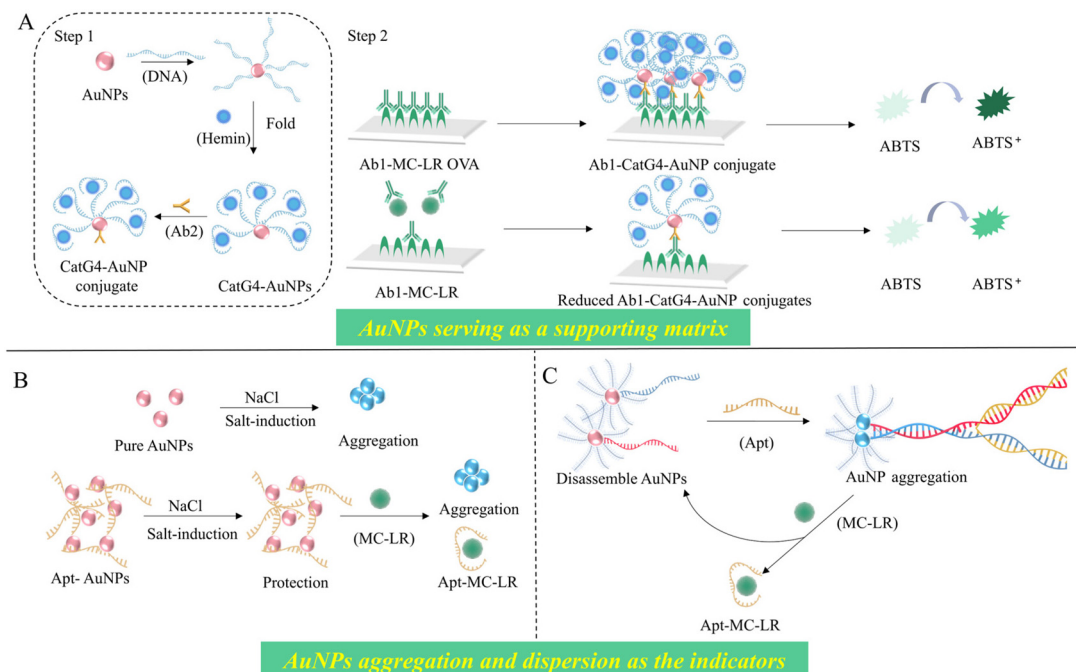 A
Step 1
AuNPs
(DNA)
(Hemin)
Fold
(Ab2)
CatG4-AuNP
conjugate
CatG4-AuNPs
Step 2
Ab1-MC-LR OVA
Ab1-CatG4-AuNP conjugate
ABTS
ABTS+
Ab1-MC-LR
Reduced Ab1-CatG4-AuNP conjugates
ABTS
ABTS+
AuNPs serving as a supporting matrix
B
Pure AuNPs
NaCl
Salt-induction
Aggregation
Apt- AuNPs
NaCl
Salt-induction
Protection
(MC-LR)
Aggregation
Apt-MC-LR
C
Disassemble AuNPs
(Apt)
AuNP aggregation
(MC-LR)
Apt-MC-LR
AuNPs aggregation and dispersion as the indicators